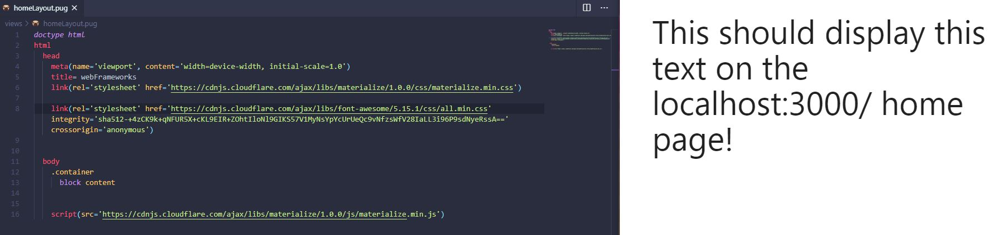 homeLayout.pug ×
views > homeLayout.pug
1 doctype html
2 html
3 head
4 meta(name='viewport', content='width=device-width, initial-scale=1.0')
5 title= webFrameworks
6 link(rel='stylesheet' href='https://cdnjs.cloudflare.com/ajax/libs/materialize/1.0.0/css/materialize.min.css')
7
8 link(rel='stylesheet' href='https://cdnjs.cloudflare.com/ajax/libs/font-awesome/5.15.1/css/all.min.css'
integrity='sha512-+4zCK9k+qNFUR5X+cKL9EIR+ZOhtIloNl9GIKS57V1MyNsYpYcUrUeQc9vNfzsWfV28IaLL3i96P9sdNyeRssA=='
crossorigin='anonymous')
9
10
11 body
12 .container
13 block content
14
15
16 script(src='https://cdnjs.cloudflare.com/ajax/libs/materialize/1.0.0/js/materialize.min.js')
This should display this
text on the
localhost:3000/ home
page!